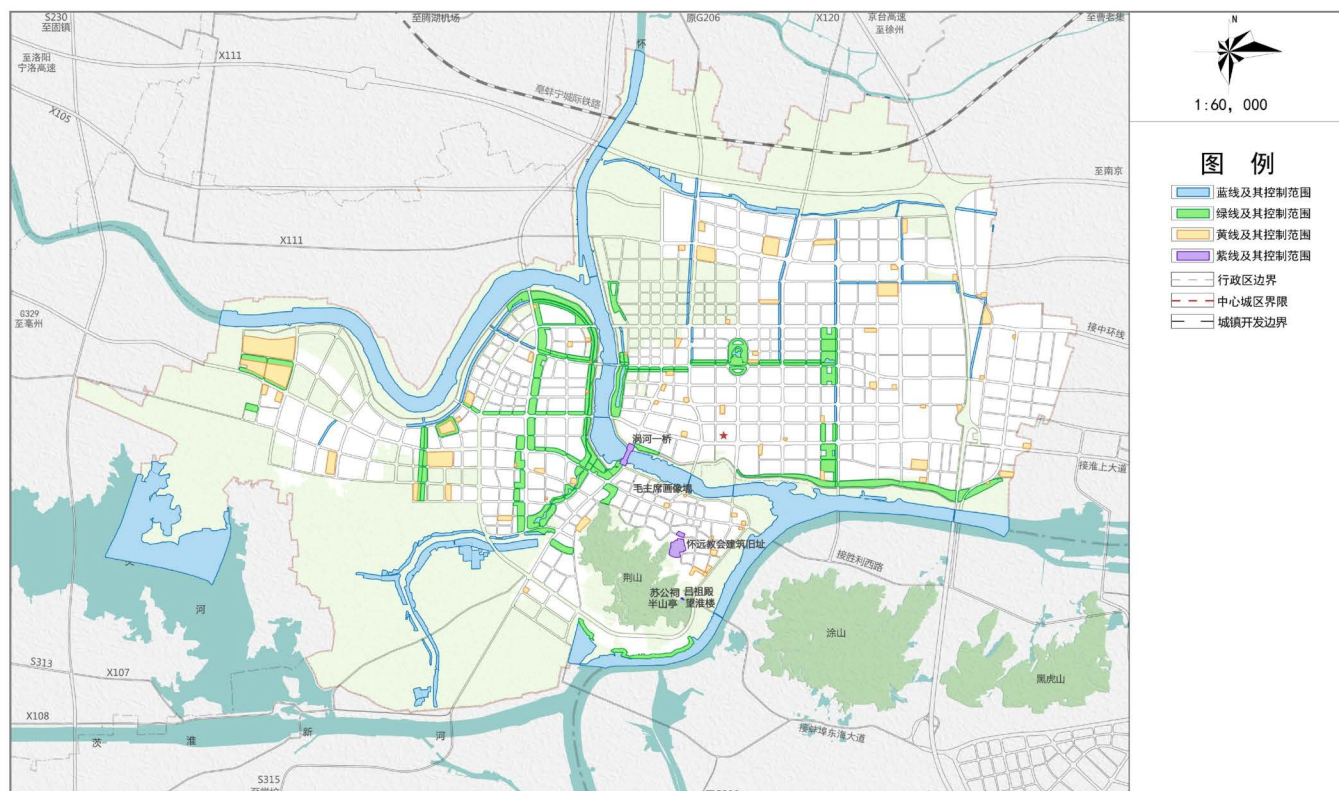 S230
至固镇
至腾湖机场
原G206
X120
京台高速
至徐州
至曹老集
怀
至洛阳
宁洛高速
X111
阜蚌宁城际铁路
X105
至南京
X111
G329
至亳州
接中环线
涡河一桥
接淮上大道
毛主席画像墙
怀远教会建筑旧址
接胜利西路
荆山
苏公祠
半山亭
吕祖殿
望淮楼
涂山
黑虎山
河
S313
X107
X108
茨
淮
新
河
接蚌埠东海大道
S315
N
1:60,000
图 例
蓝线及其控制范围
绿线及其控制范围
黄线及其控制范围
紫线及其控制范围
行政区边界
中心城区界限
城镇开发边界